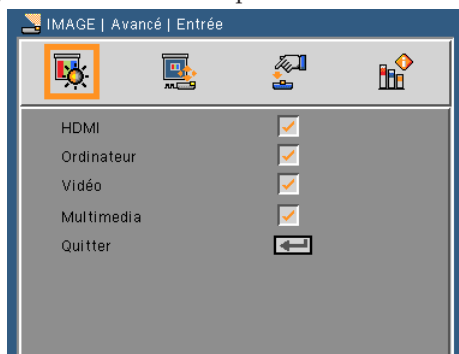 IMAGE | Avancé | Entrée
HDMI
Ordinateur
Vidéo
Multimedia
Quitter